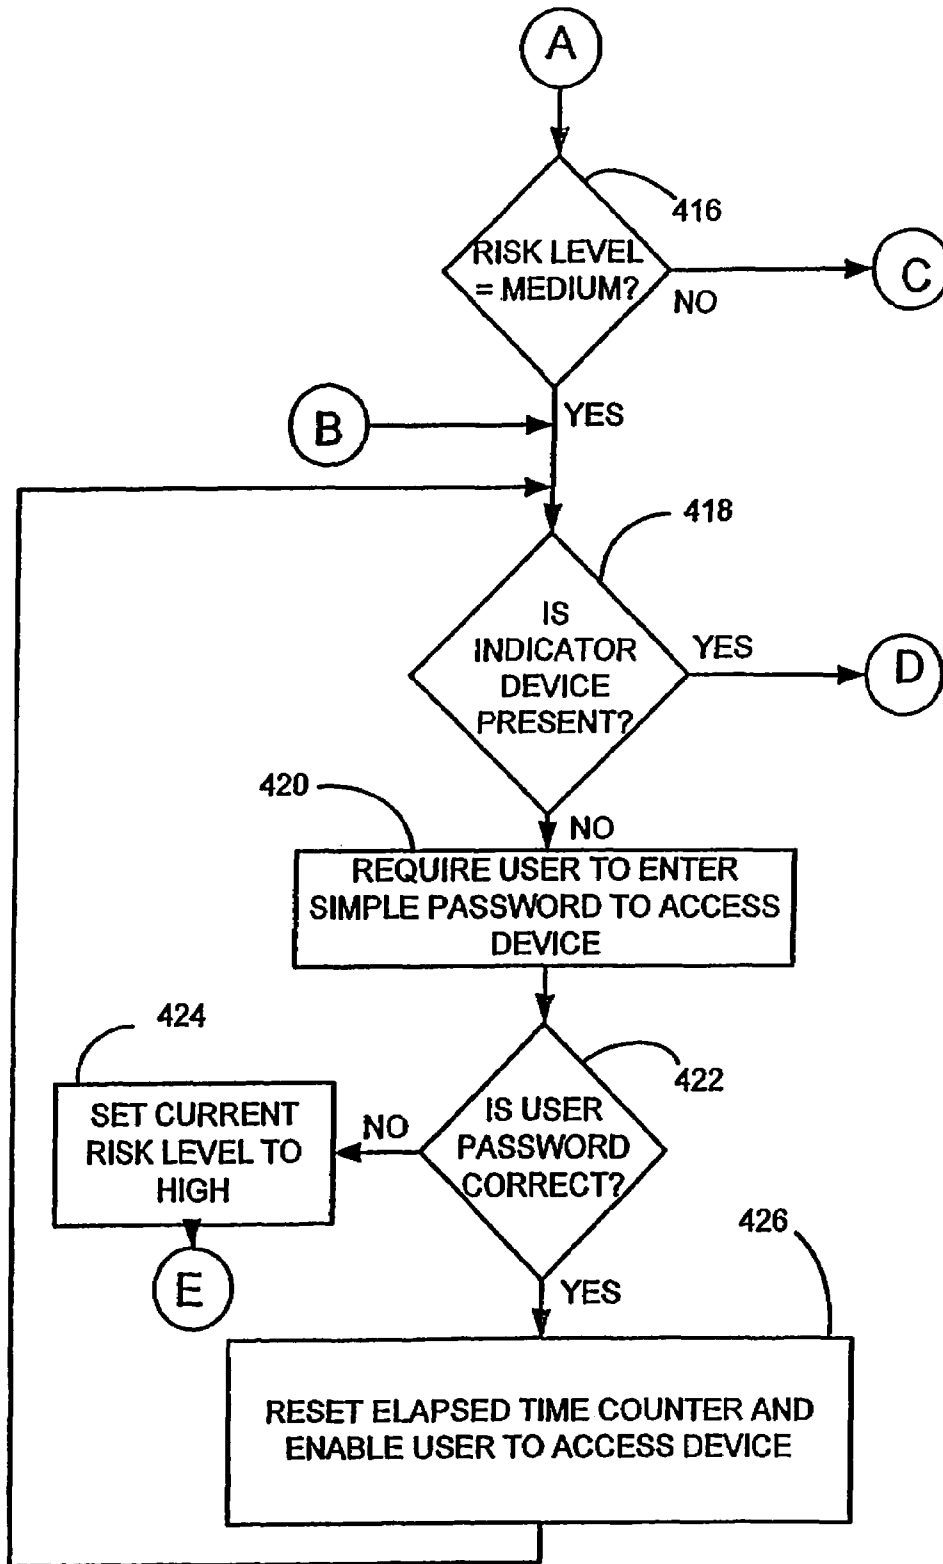 A
416
RISK LEVEL
= MEDIUM?
NO
C
B
YES
418
IS
INDICATOR
DEVICE
PRESENT?
YES
D
420
NO
REQUIRE USER TO ENTER
SIMPLE PASSWORD TO ACCESS
DEVICE
424
422
SET CURRENT
RISK LEVEL TO
HIGH
NO
IS USER
PASSWORD
CORRECT?
E
426
YES
RESET ELAPSED TIME COUNTER AND
ENABLE USER TO ACCESS DEVICE